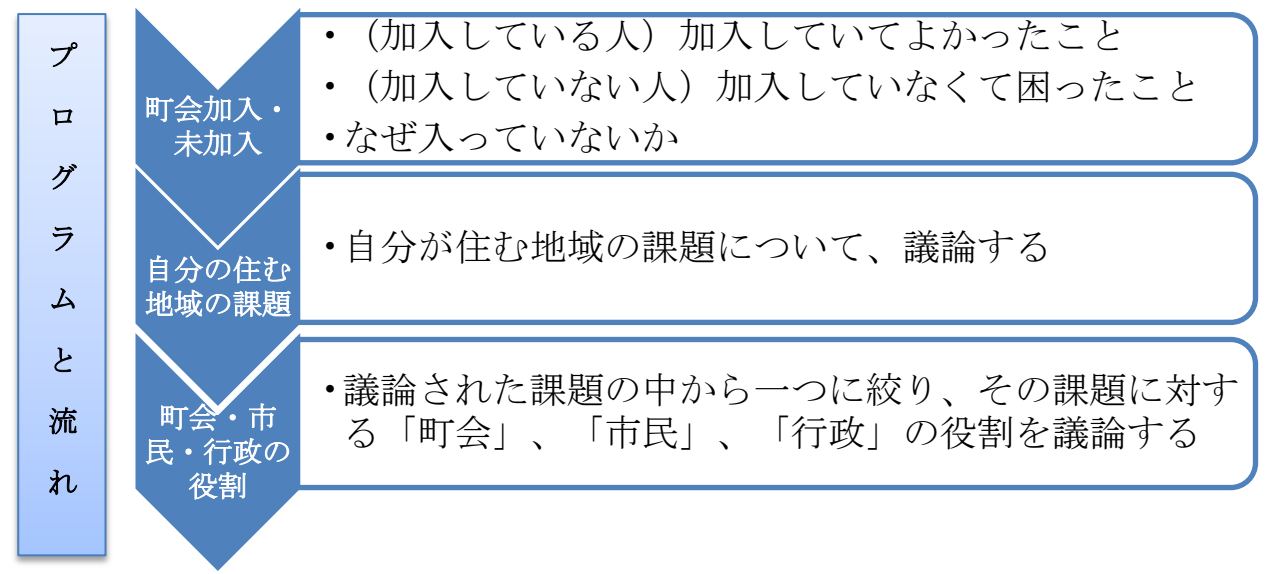 プログラムと流れ
町会加入・
未加入
・（加入している人）加入していてよかったこと
・（加入していない人）加入していなくて困ったこと
・なぜ入っていないか
自分の住む
地域の課題
・自分が住む地域の課題について、議論する
町会・市
民・行政の
役割
・議論された課題の中から一つに絞り、その課題に対す
る「町会」、「市民」、「行政」の役割を議論する